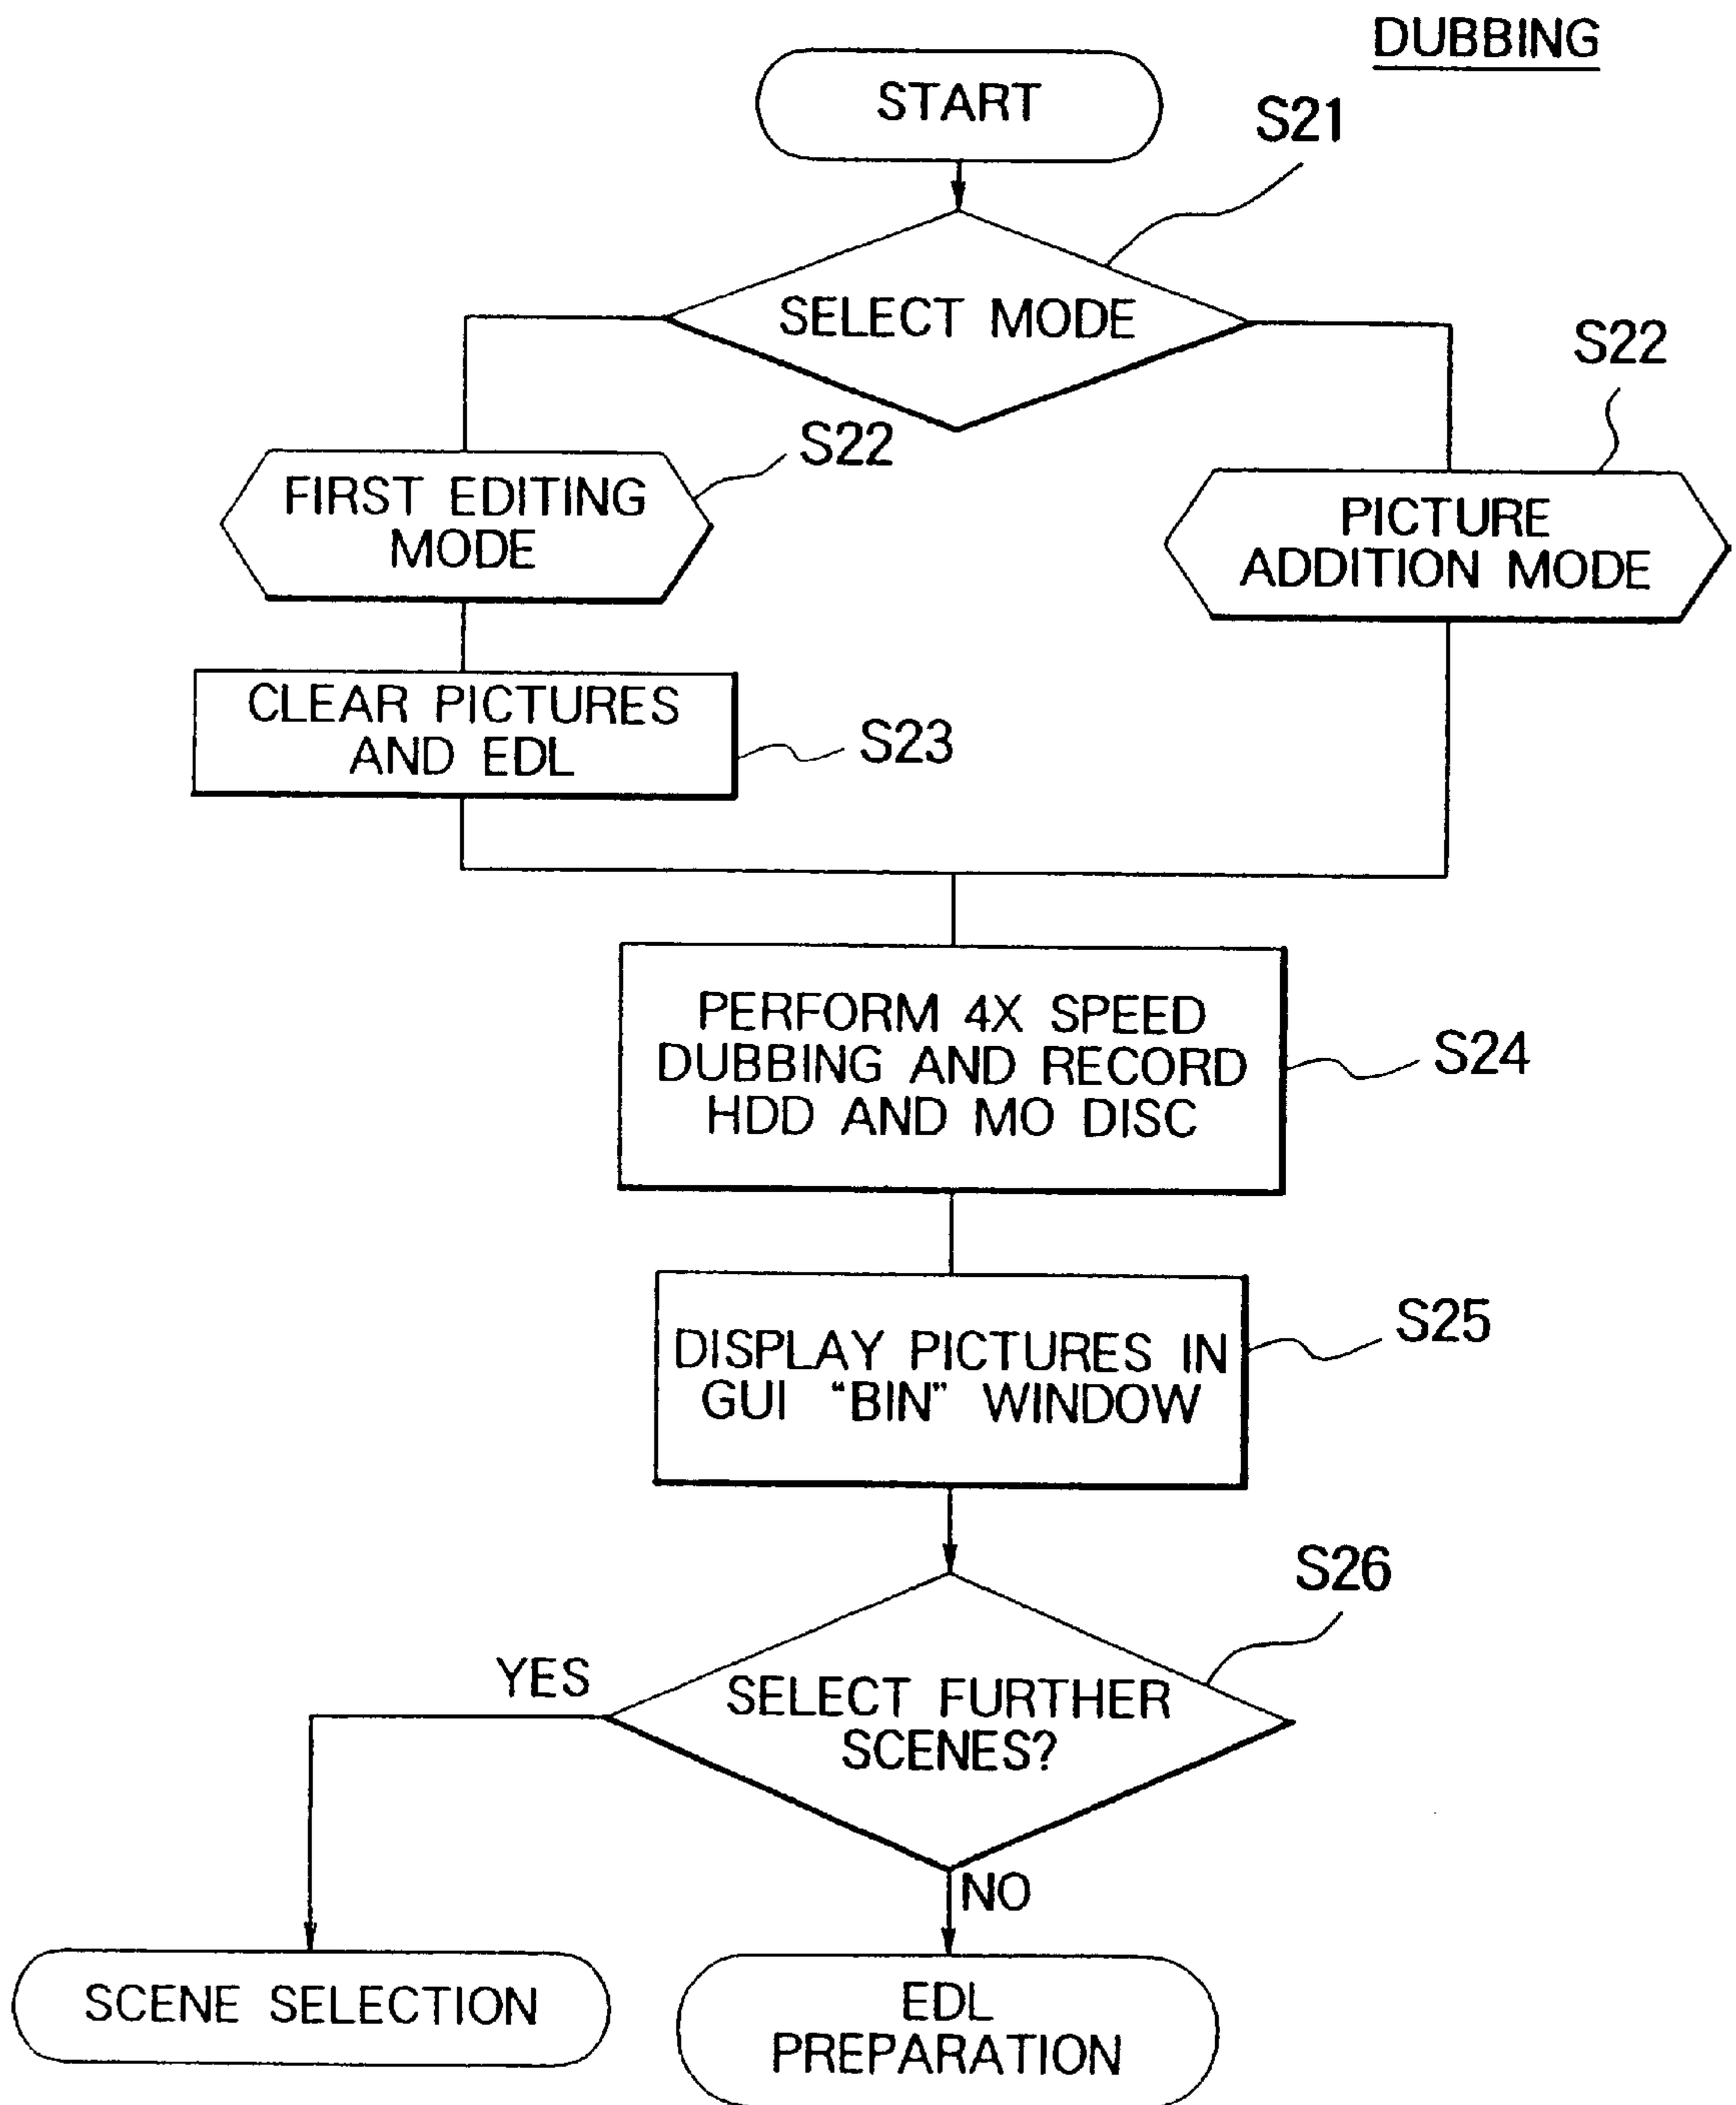 DUBBING
START
S21
SELECT MODE
S22
S22
FIRST EDITING
MODE
PICTURE
ADDITION MODE
CLEAR PICTURES
AND EDL
S23
PERFORM 4X SPEED
DUBBING AND RECORD
HDD AND MO DISC
S24
S25
DISPLAY PICTURES IN
GUI “BIN” WINDOW
S26
YES
SELECT FURTHER
SCENES?
NO
SCENE SELECTION
EDL
PREPARATION